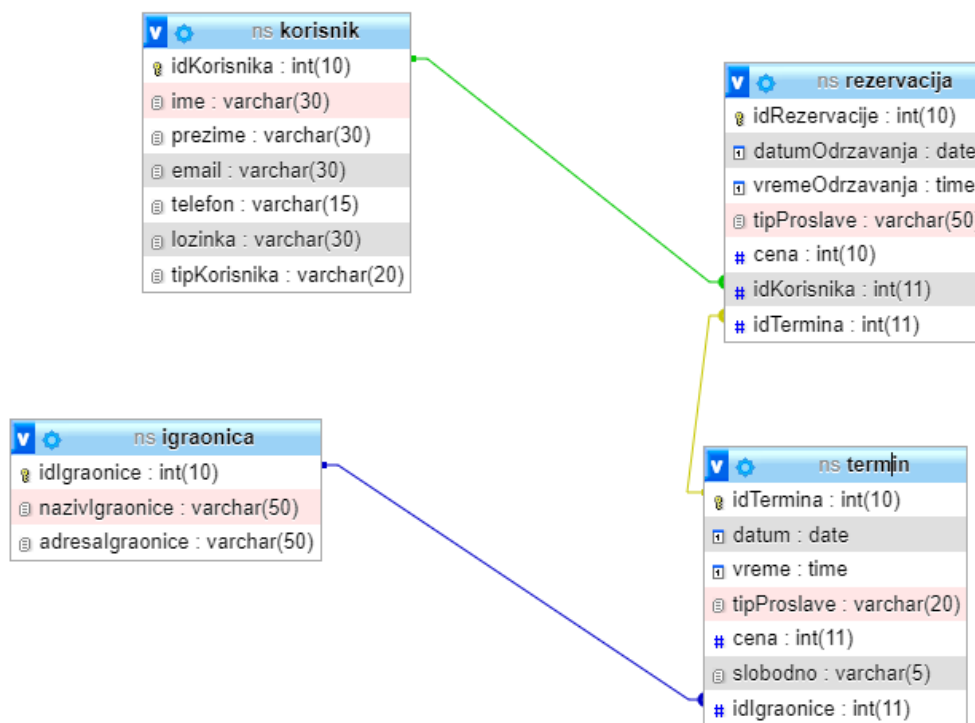 v ns korisnik
idKorisnika : int(10)
ime : varchar(30)
prezime : varchar(30)
email : varchar(30)
telefon : varchar(15)
lozinka : varchar(30)
tipKorisnika : varchar(20)
v ns rezervacija
idRezervacije : int(10)
datumOdrzavanja : date
vremeOdrzavanja : time
tipProslave : varchar(50
# cena : int(10)
# idKorisnika : int(11)
# idTermina : int(11)
v ns igraonica
idIgraonice : int(10)
nazivIgraonice : varchar(50)
adresaIgraonice : varchar(50)
v ns termin
idTermina : int(10)
datum : date
vreme : time
tipProslave : varchar(20)
# cena : int(11)
slobodno : varchar(5)
# idIgraonice : int(11)